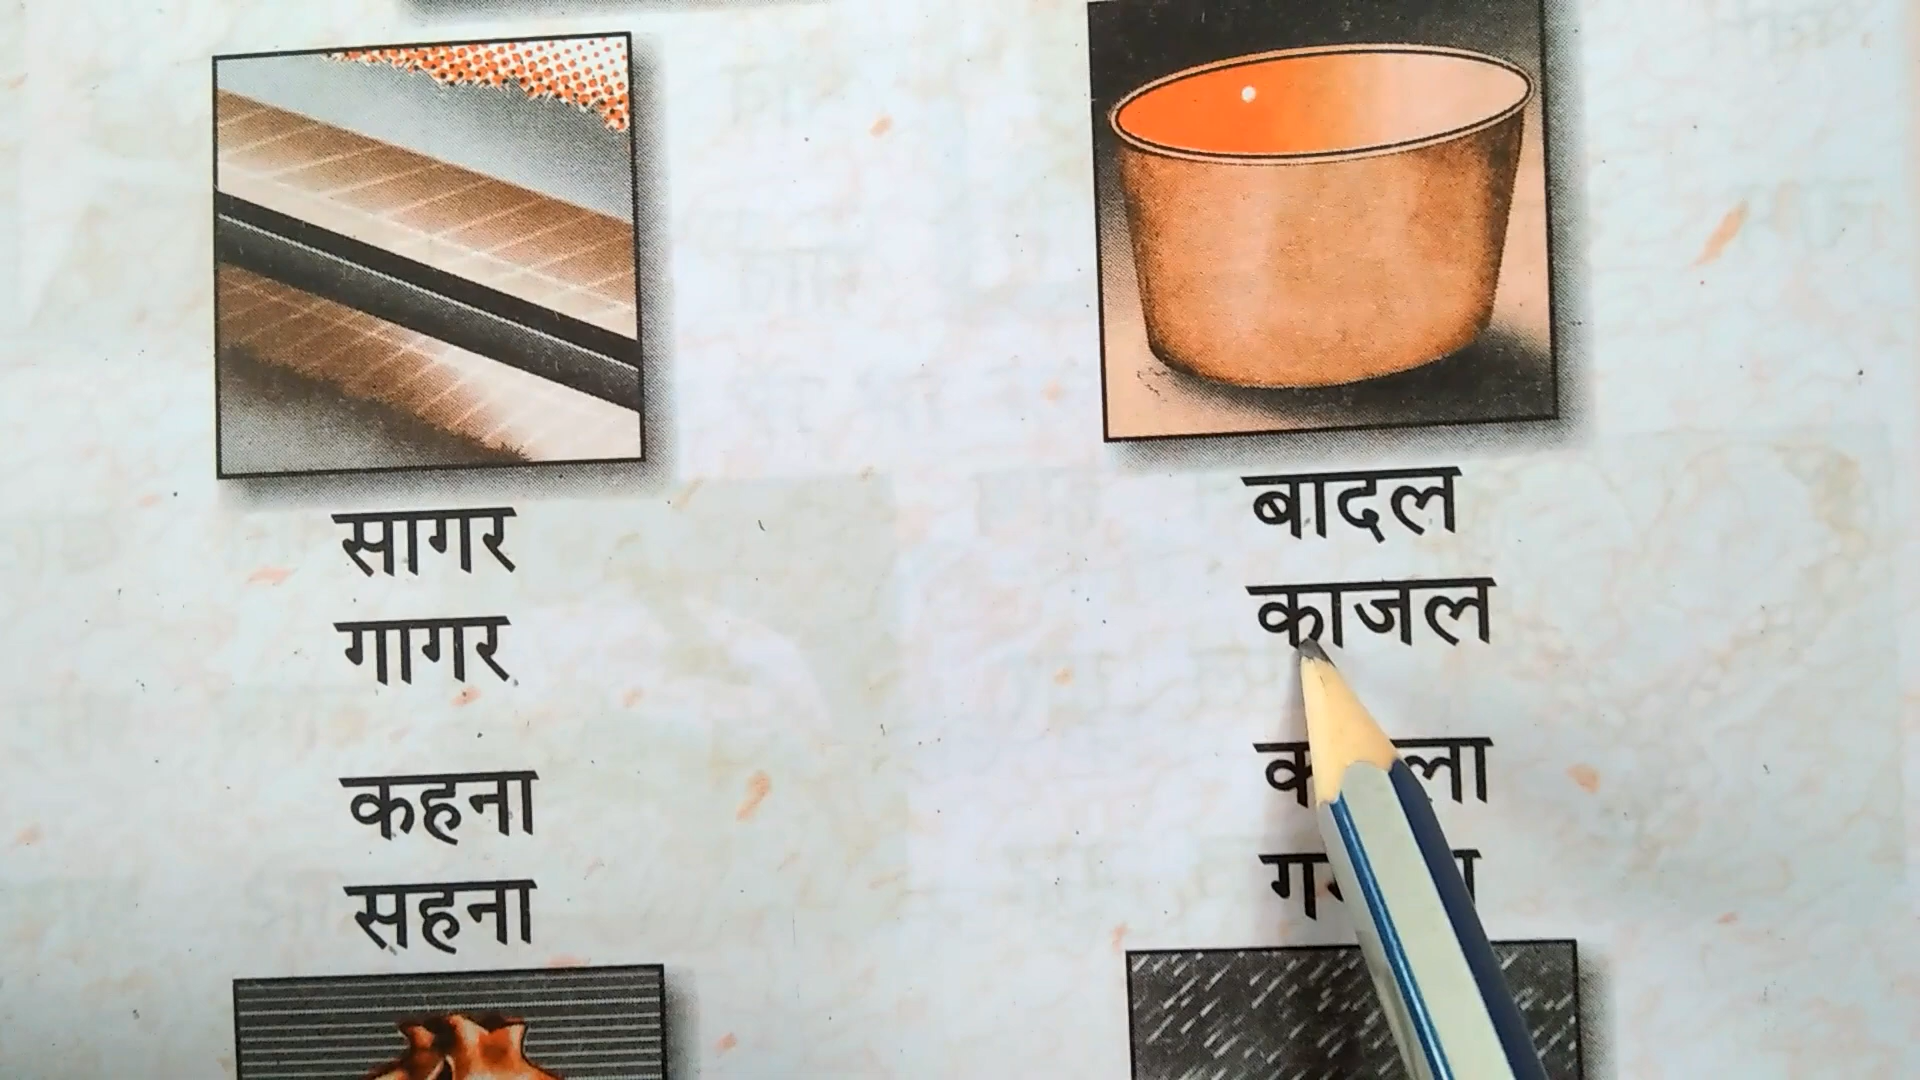 सागर
गागर
कहना
सहना
बादल
काजल